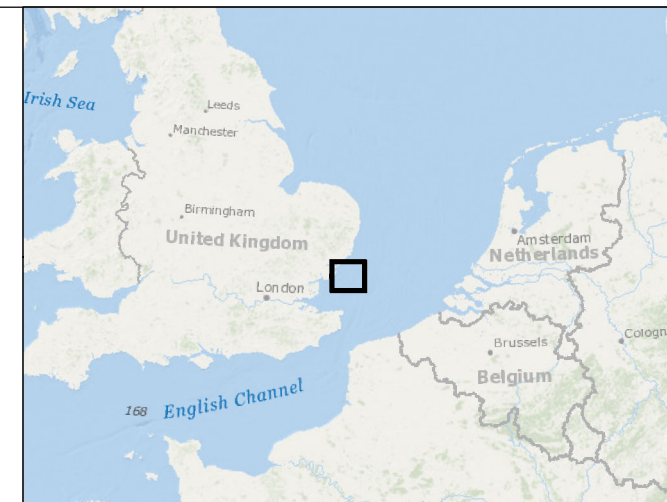 Irish Sea
Leeds
Manchester
Birmingham
United Kingdom
London
Amsterdam
Netherlands
Brussels
Belgium
Cologn
168
English Channel